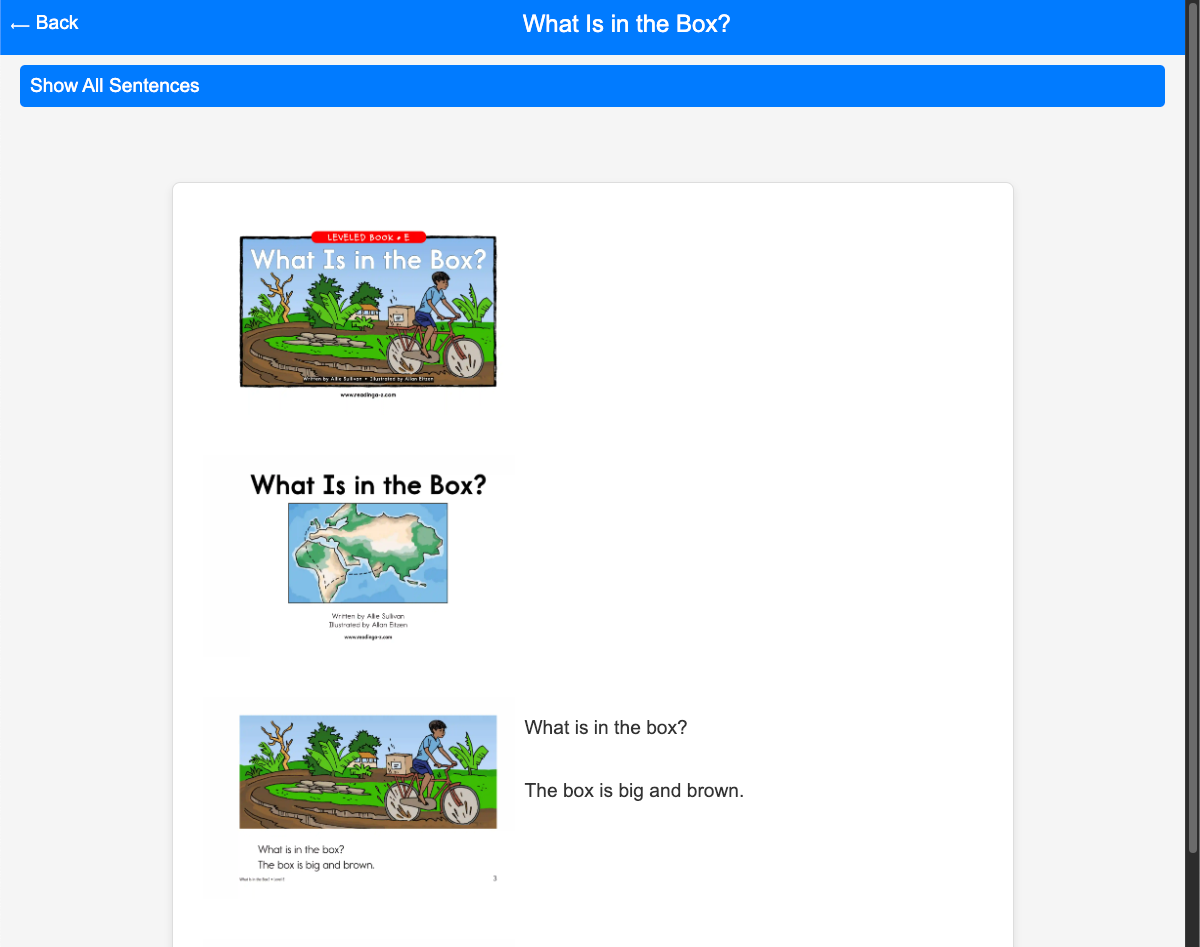 ← Back
What Is in the Box?
Show All Sentences
LEVELED BOOK • E
What Is in the Box?
Written by Allie Sullivan • Illustrated by Allan Eitzen
www.readinga-z.com
What Is in the Box?
Written by Allie Sullivan
Illustrated by Allan Eitzen
www.readinga-z.com
What is in the box?
The box is big and brown.
What is in the box?
The box is big and brown.
What Is in the Box? • Level E
3